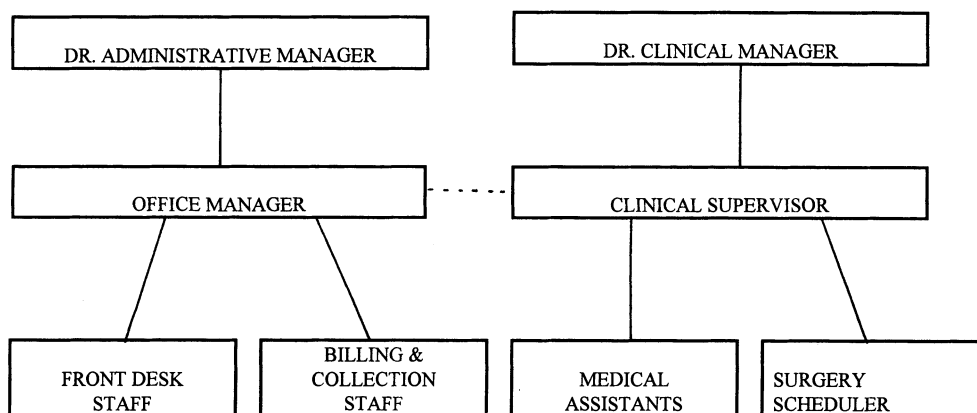 DR. ADMINISTRATIVE MANAGER
DR. CLINICAL MANAGER
OFFICE MANAGER
CLINICAL SUPERVISOR
FRONT DESK
STAFF
BILLING &
COLLECTION
STAFF
MEDICAL
ASSISTANTS
SURGERY
SCHEDULER